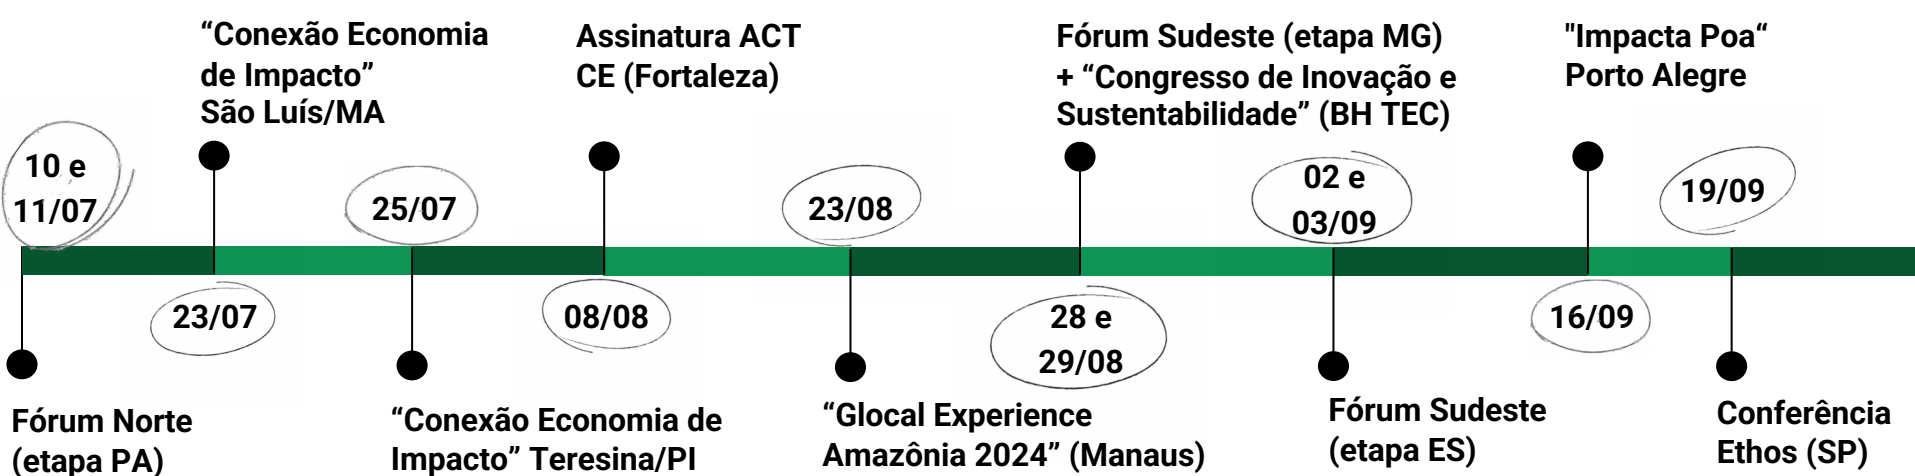 10 e
11/07
Fórum Norte
(etapa PA)
“Conexão Economia
de Impacto”
São Luís/MA
23/07
25/07
“Conexão Economia de
Impacto” Teresina/PI
Assinatura ACT
CE (Fortaleza)
08/08
23/08
“Glocal Experience
Amazônia 2024” (Manaus)
Fórum Sudeste (etapa MG)
+ “Congresso de Inovação e
Sustentabilidade” (BH TEC)
28 e
29/08
02 e
03/09
Fórum Sudeste
(etapa ES)
"Impacta Poa“
Porto Alegre
16/09
19/09
Conferência
Ethos (SP)